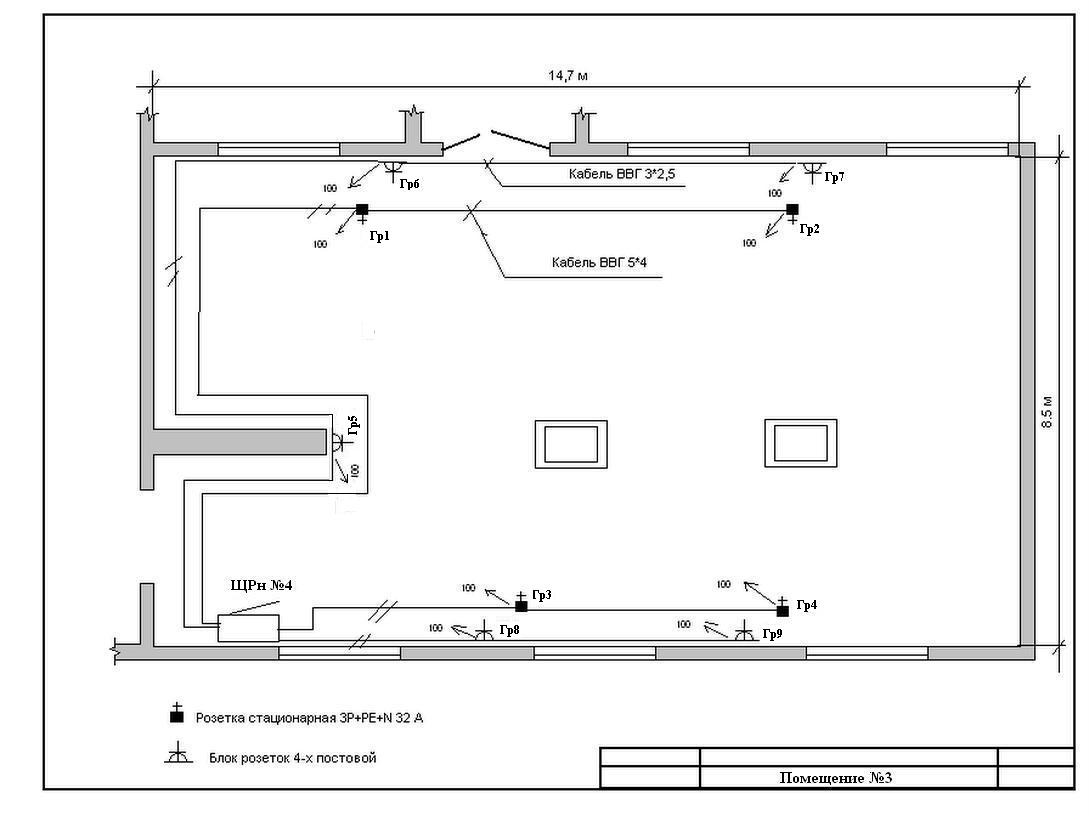 14,7 м
Кабель ВВГ 3*2,5
100
Гр6
100
Гр7
100
Гр1
100
Гр2
Кабель ВВГ 5*4
8.5 м
Гр5
100
ЩРн №4
100
Гр3
100
Гр4
100
Гр8
100
Гр9
Розетка стационарная 3P+PE+N 32 А
Блок розеток 4-х постовой
Помещение №3